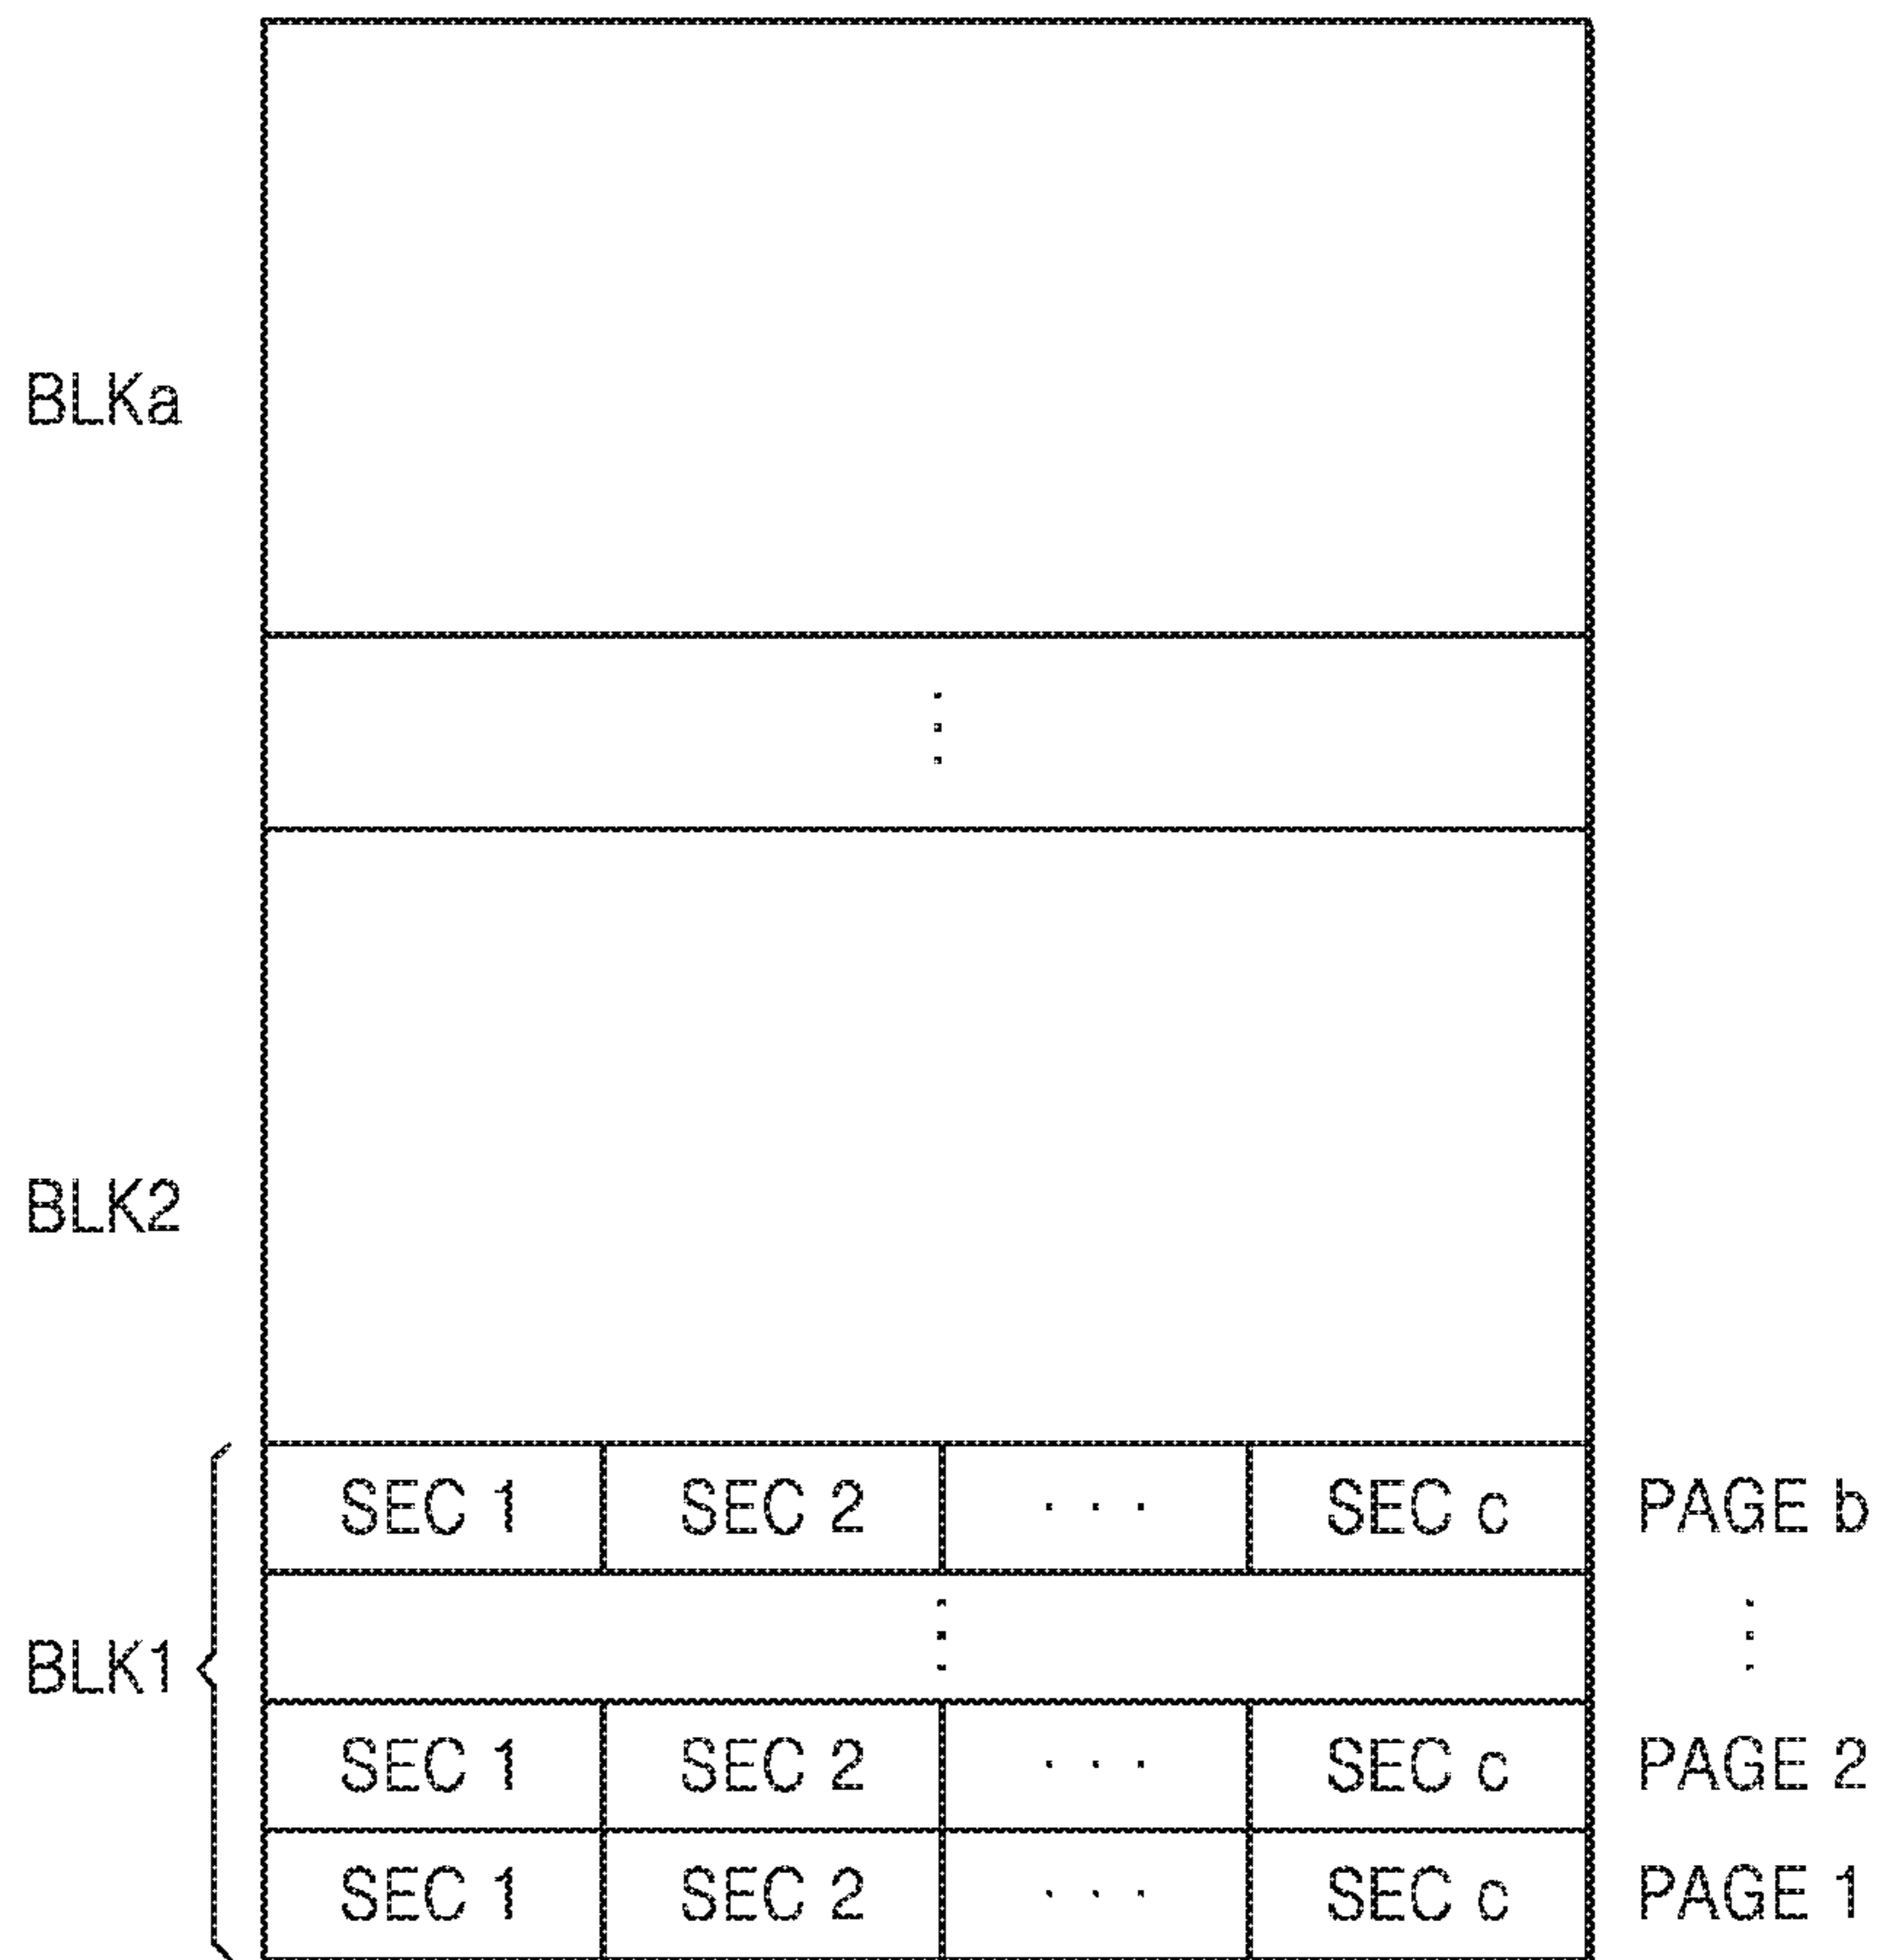 BLKa
⋮
BLK2
SEC 1 SEC 2 · · · SEC c PAGE b
BLK1 ⋮ ⋮
SEC 1 SEC 2 · · · SEC c PAGE 2
SEC 1 SEC 2 · · · SEC c PAGE 1